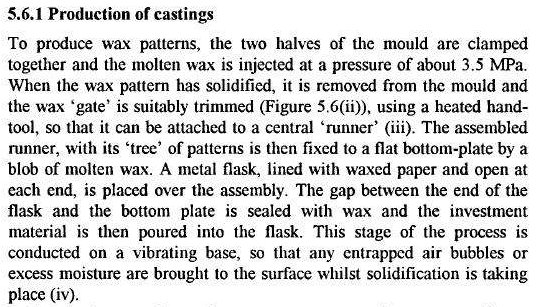 5.6.1 Production of castings
To produce wax patterns, the two halves of the mould are clamped
together and the molten wax is injected at a pressure of about 3.5 MPa.
When the wax pattern has solidified, it is removed from the mould and
the wax ‘gate’ is suitably trimmed (Figure 5.6(ii)), using a heated hand-
tool, so that it can be attached to a central ‘runner’ (iii). The assembled
runner, with its ‘tree’ of patterns is then fixed to a flat bottom-plate by a
blob of molten wax. A metal flask, lined with waxed paper and open at
each end, is placed over the assembly. The gap between the end of the
flask and the bottom plate is sealed with wax and the investment
material is then poured into the flask. This stage of the process is
conducted on a vibrating base, so that any entrapped air bubbles or
excess moisture are brought to the surface whilst solidification is taking
place (iv).